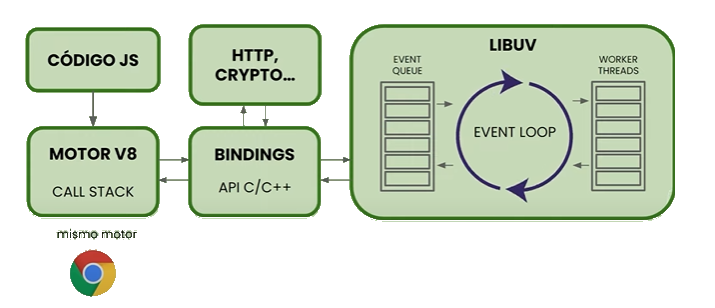 CÓDIGO JS
HTTP,
CRYPTO...
LIBUV
EVENT
QUEUE
WORKER
THREADS
EVENT LOOP
MOTOR V8
CALL STACK
BINDINGS
API C/C++
mismo motor